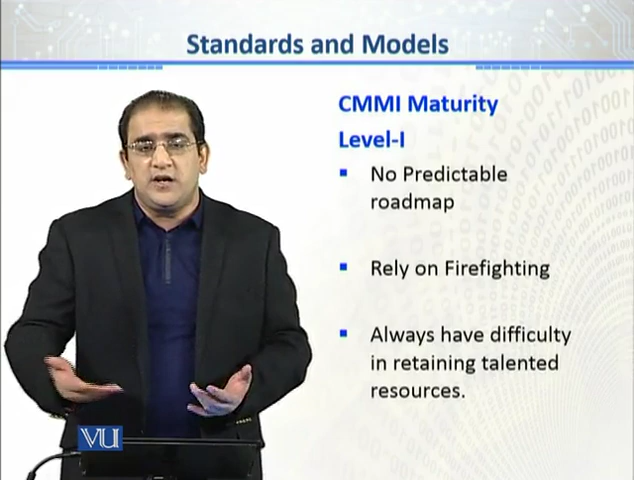 Standards and Models
CMMI Maturity
Level-I
No Predictable
roadmap
Rely on Firefighting
Always have difficulty
in retaining talented
resources.
VU